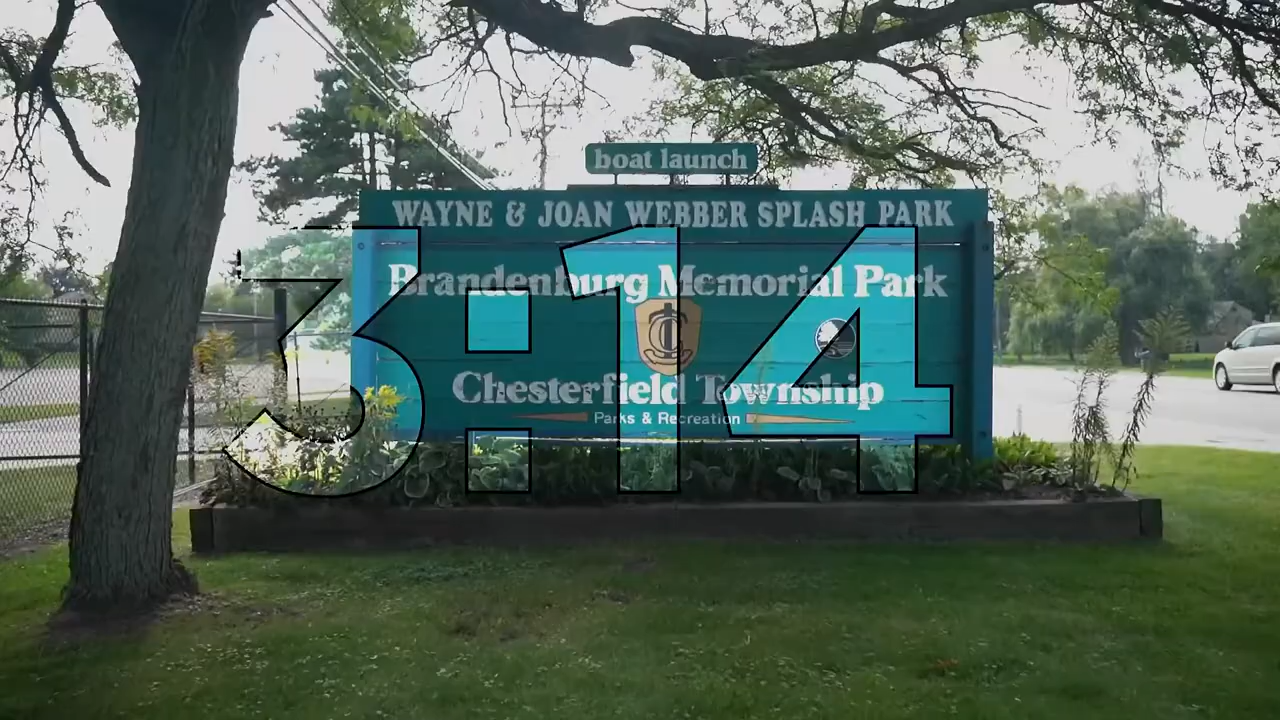 boat launch
WAYNE & JOAN WEBBER SPLASH PARK
3:14
Brandenburg Memorial Park
Chesterfield Township
Parks & Recreation